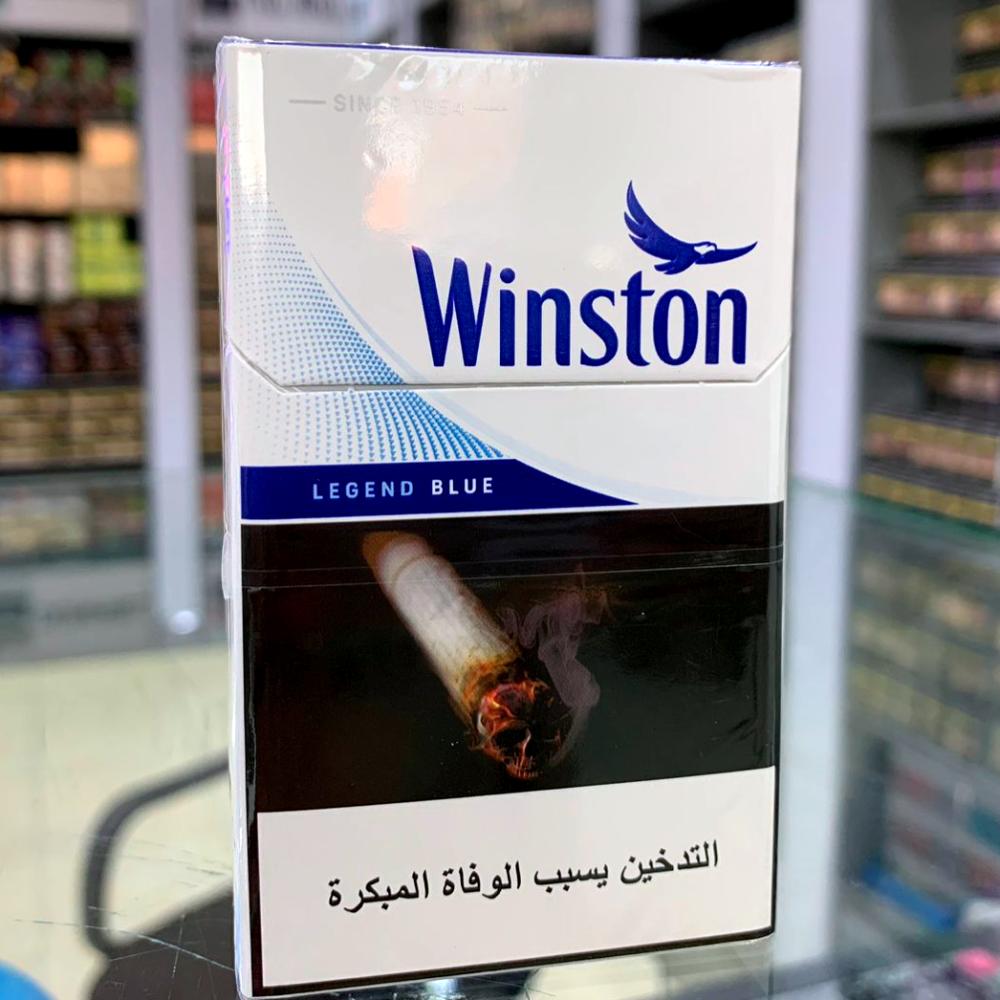 SINCE 1954
Winston
LEGEND BLUE
التدخين يسبب الوفاة المبكرة